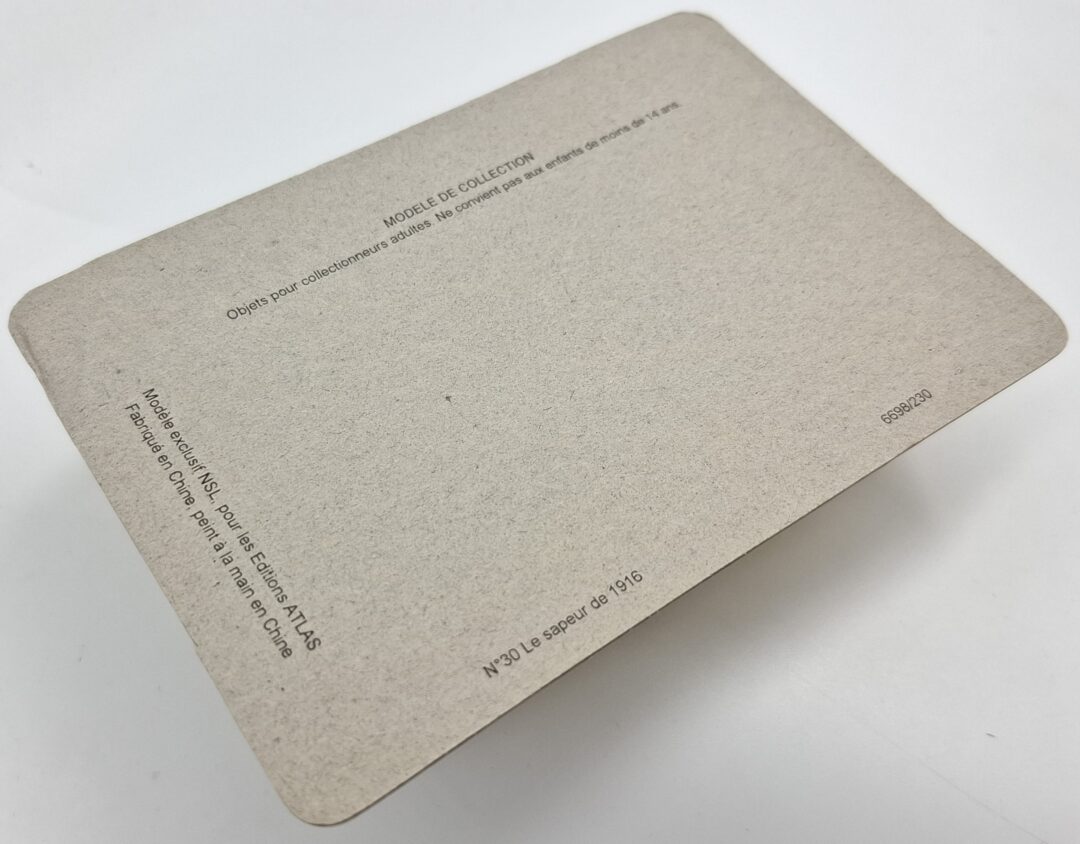 MODELE DE COLLECTION
Objets pour collectionneurs adultes. Ne convient pas aux enfants de moins de 14 ans.
Modèle exclusif NSL, pour les Editions ATLAS
Fabriqué en Chine, peint à la main en Chine
6698/230
N°30 Le sapeur de 1916